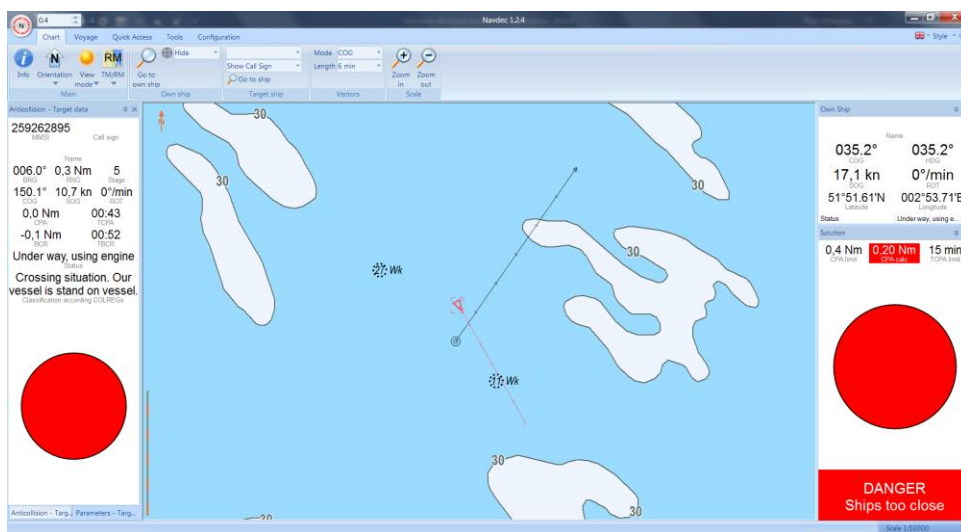 N
0,4
Navdec 1.2.4
Chart Voyage Quick Access Tools Configuration
Style
Info Orientation View mode TM/RM
N RM
Main
Go to own ship
Hide
Own ship
Show Call Sign
Go to ship
Target ship
Mode COG
Length 6 min
Vectors
Zoom in Zoom out
Scale
Anticollision - Target data
259262895
MMSI Call sign
Name
006.0° 0,3 Nm 5
BRG RNG Stage
150.1° 10,7 kn 0°/min
COG SOG ROT
0,0 Nm 00:43
CPA TCPA
-0,1 Nm 00:52
BCR TBCR
Under way, using engine
Status
Crossing situation. Our
vessel is stand on vessel.
Classification according COLREGs
Anticollision - Targ... Parameters - Targ...
N
30
30
30
30
27 Wk
11 Wk
30
30
30
Own Ship
Name
035.2° 035.2°
COG HDG
17,1 kn 0°/min
SOG ROT
51°51.61'N 002°53.71'E
Latitude Longitude
Status Under way, using e...
Solution
0,4 Nm 0,20 Nm 15 min
CPA limit CPA calc TCPA limit
DANGER
Ships too close
Scale 1:50000